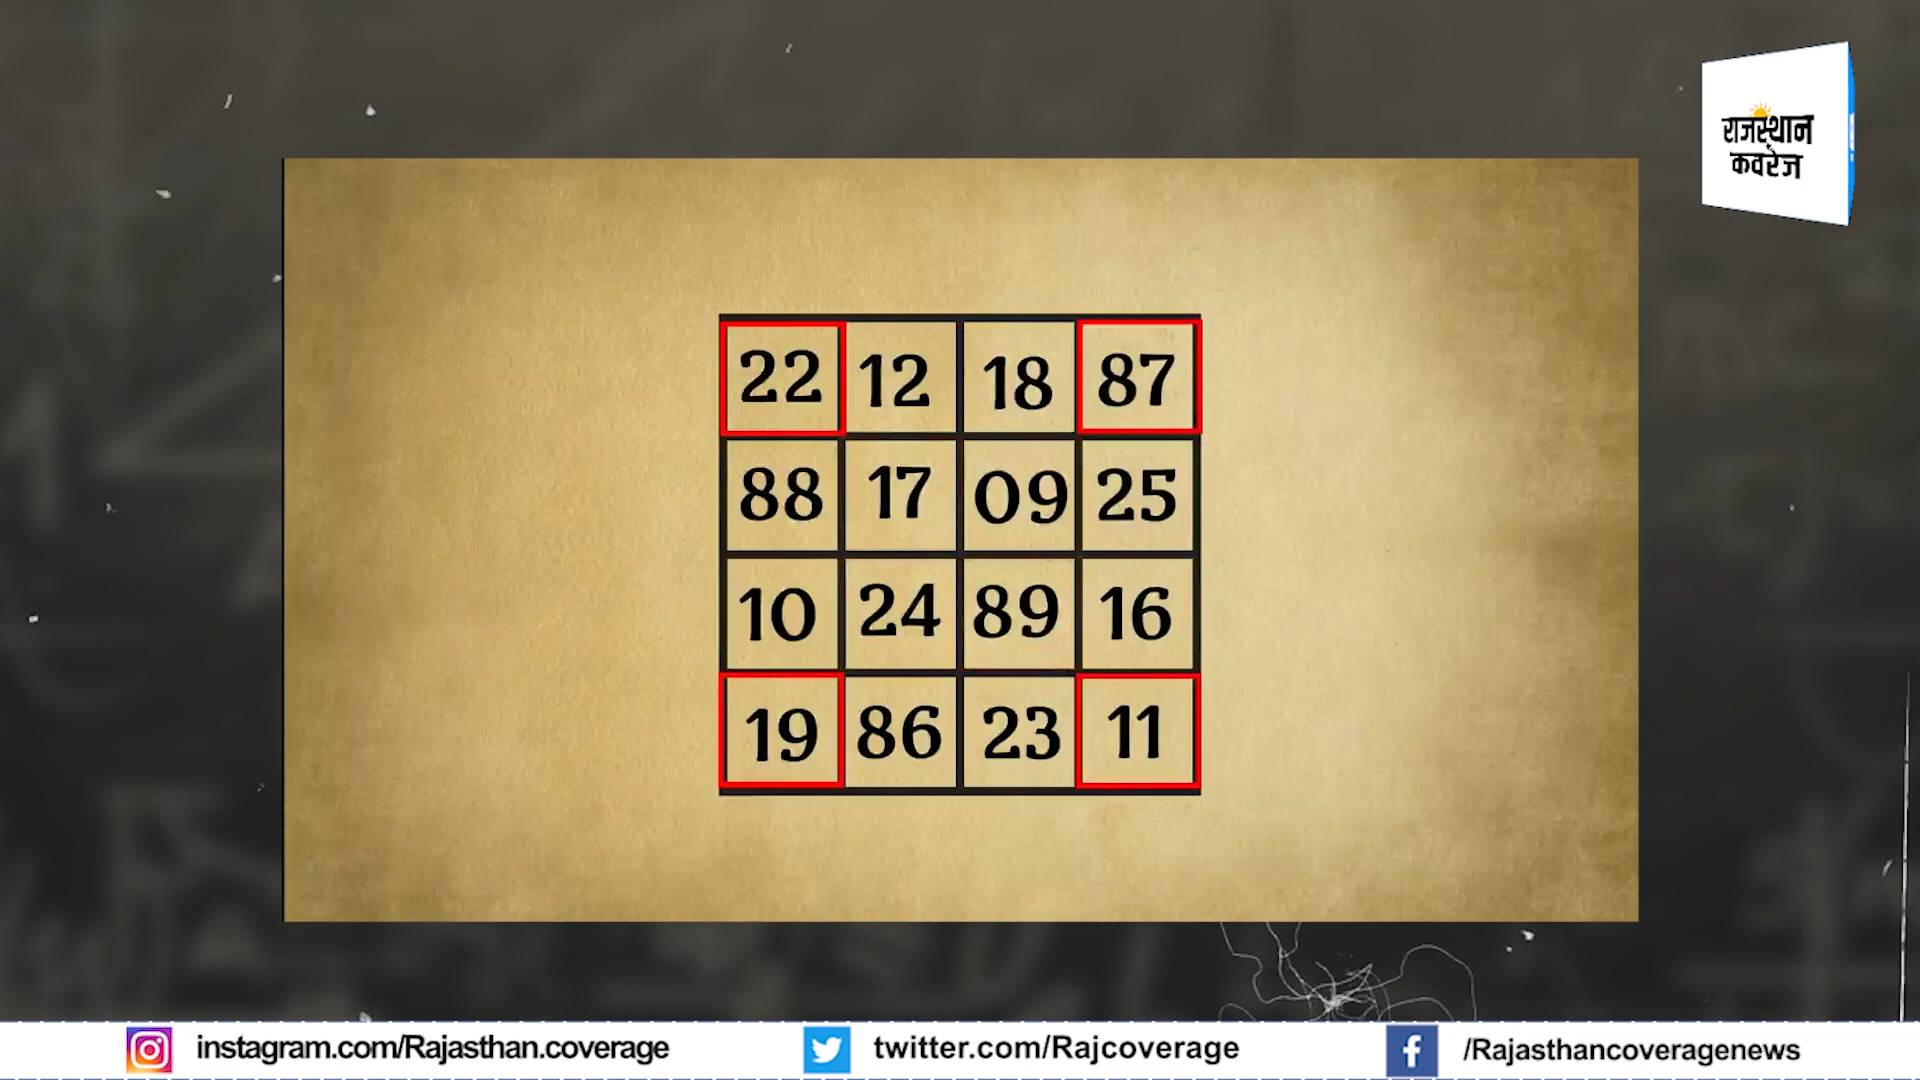 राजस्थान
कवरेज
22 12 18 87
88 17 09 25
10 24 89 16
19 86 23 11
instagram.com/Rajasthan.coverage twitter.com/Rajcoverage /Rajasthancoveragenews